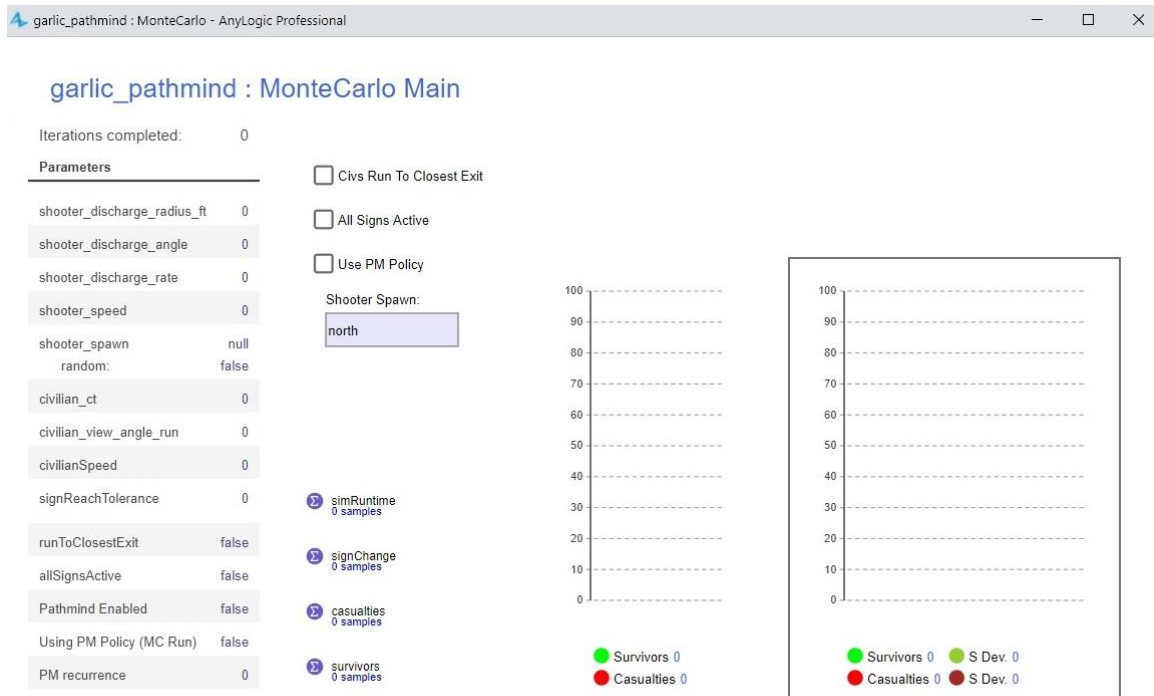 garlic_pathmind : MonteCarlo - AnyLogic Professional
garlic_pathmind : MonteCarlo Main
Iterations completed: 0
Parameters
shooter_discharge_radius_ft 0
shooter_discharge_angle 0
shooter_discharge_rate 0
shooter_speed 0
shooter_spawn null
random: false
civilian_ct 0
civilian_view_angle_run 0
civilianSpeed 0
signReachTolerance 0
runToClosestExit false
allSignsActive false
Pathmind Enabled false
Using PM Policy (MC Run) false
PM recurrence 0
Civs Run To Closest Exit
All Signs Active
Use PM Policy
Shooter Spawn:
north
simRuntime
0 samples
signChange
0 samples
casualties
0 samples
survivors
0 samples
100
90
80
70
60
50
40
30
20
10
0
Survivors 0
Casualties 0
100
90
80
70
60
50
40
30
20
10
0
Survivors 0 S Dev. 0
Casualties 0 S Dev. 0